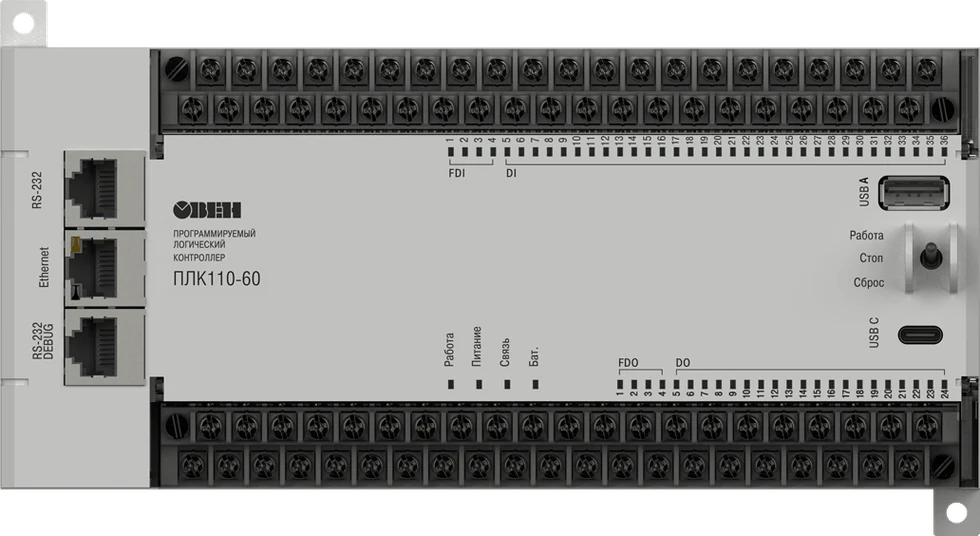 1 2 3 4 5 6 7 8 9 10 11 12 13 14 15 16 17 18 19 20 21 22 23 24 25 26 27 28 29 30 31 32 33 34 35 36
FDI DI
RS-232
USB A
ОВЕН
ПРОГРАММИРУЕМЫЙ
ЛОГИЧЕСКИЙ
КОНТРОЛЛЕР
ПЛК110-60
Ethernet
Работа
Стоп
Сброс
RS-232
DEBUG
USB C
Работа
Питание
Связь
Бат.
FDO DO
1 2 3 4 5 6 7 8 9 10 11 12 13 14 15 16 17 18 19 20 21 22 23 24